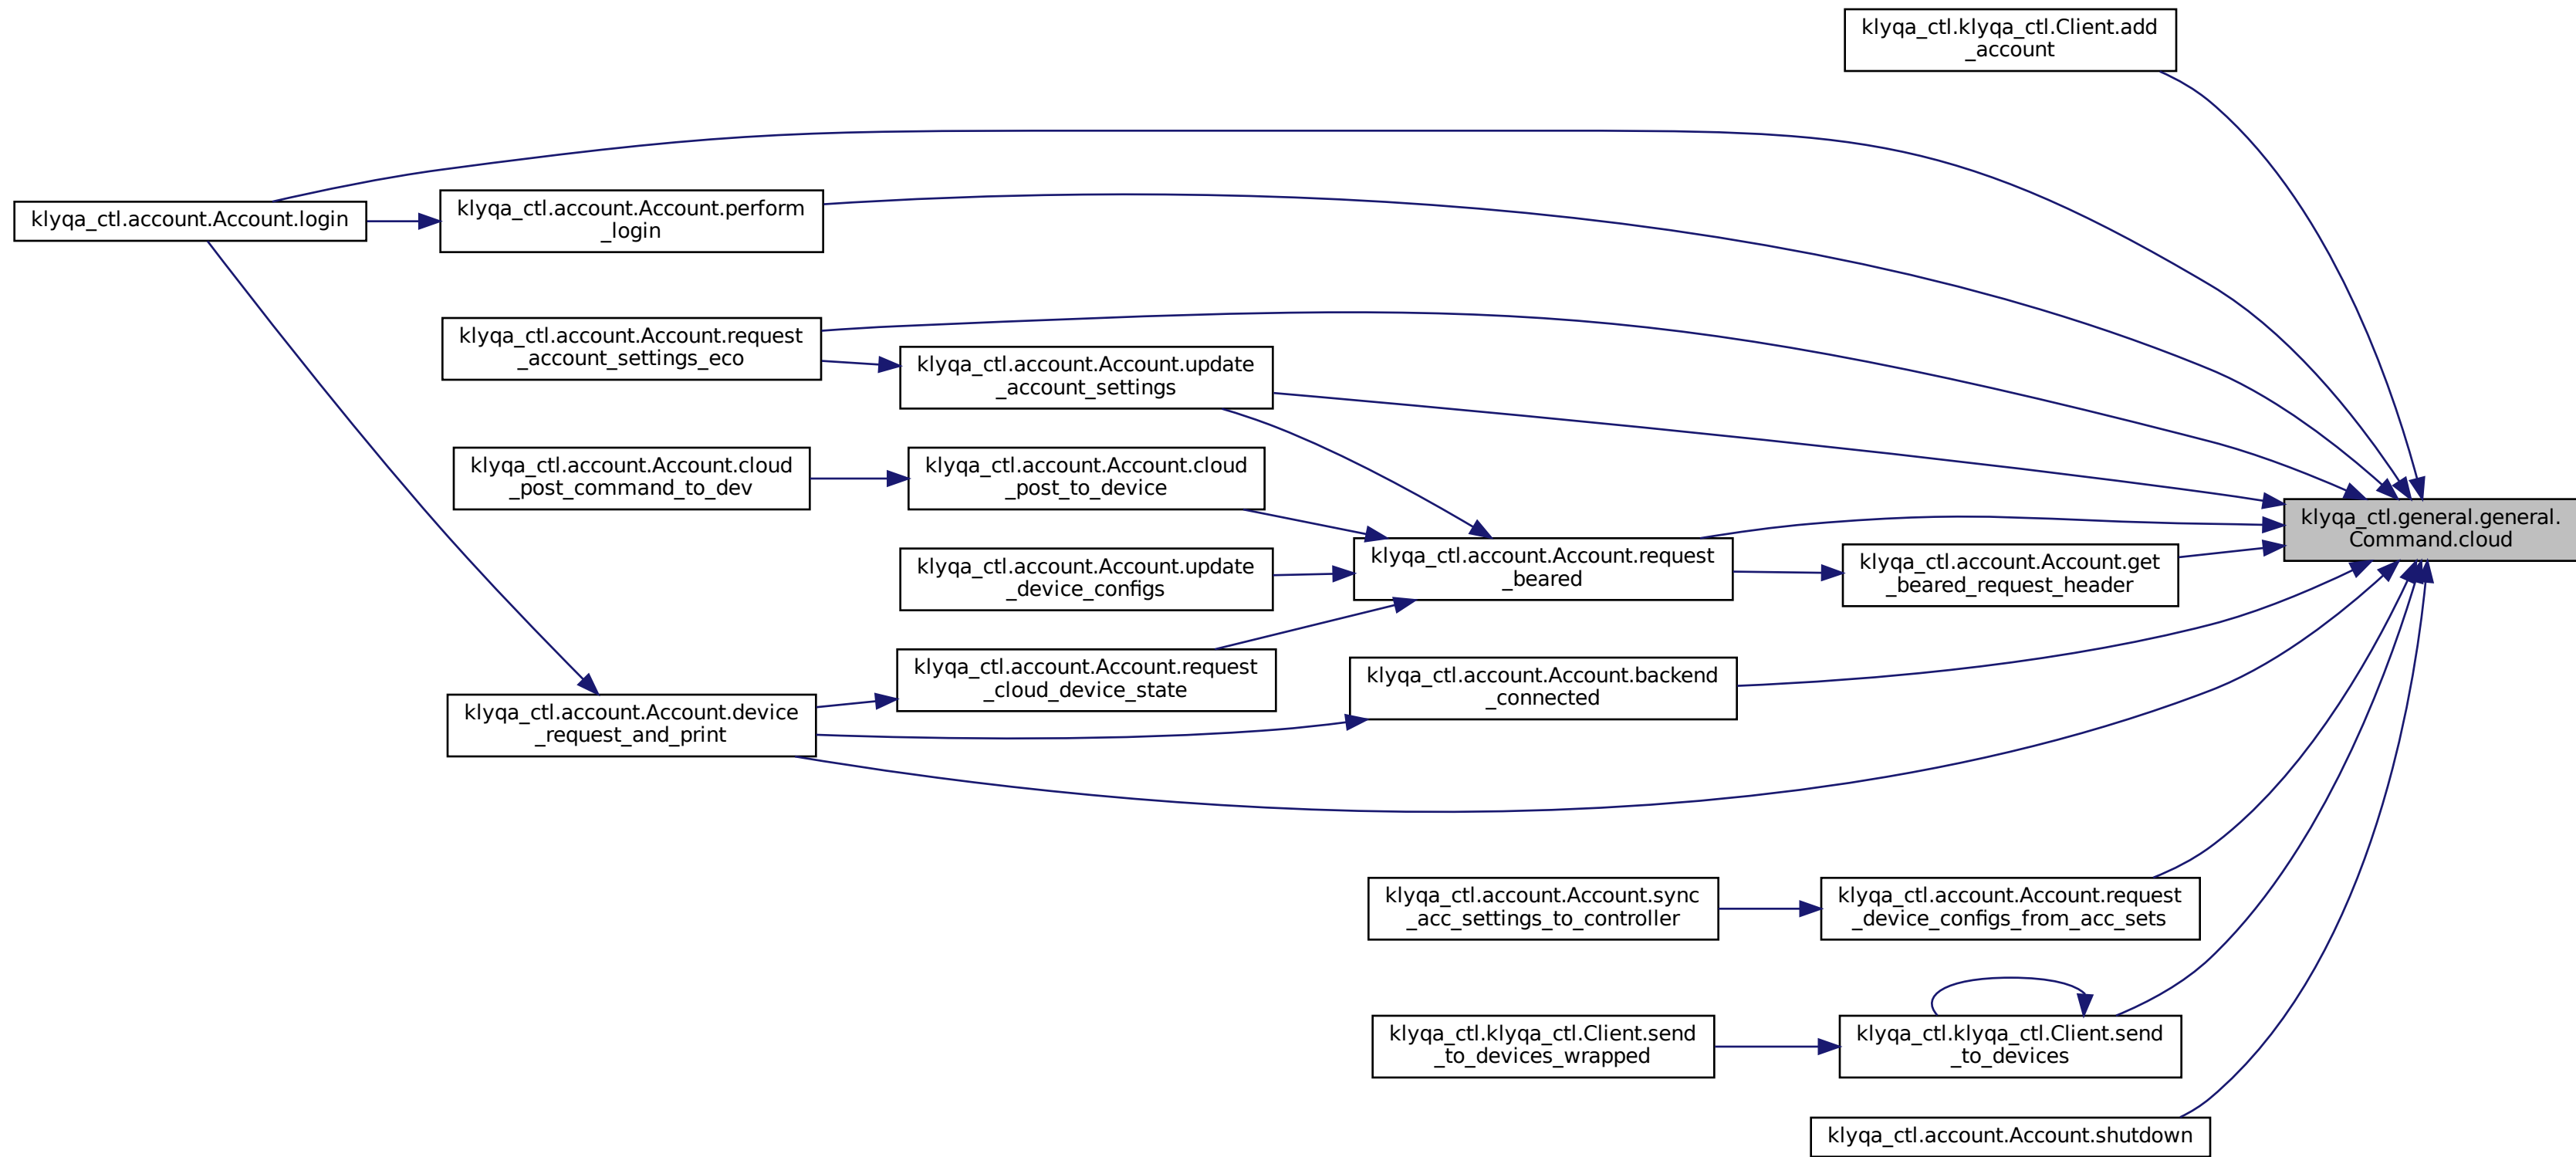 klyqa_ctl.klyqa_ctl.Client.add
_account
klyqa_ctl.account.Account.login
klyqa_ctl.account.Account.perform
_login
klyqa_ctl.account.Account.request
_account_settings_eco
klyqa_ctl.account.Account.update
_account_settings
klyqa_ctl.account.Account.cloud
_post_command_to_dev
klyqa_ctl.account.Account.cloud
_post_to_device
klyqa_ctl.general.general.
Command.cloud
klyqa_ctl.account.Account.update
_device_configs
klyqa_ctl.account.Account.request
_beared
klyqa_ctl.account.Account.get
_beared_request_header
klyqa_ctl.account.Account.request
_cloud_device_state
klyqa_ctl.account.Account.backend
_connected
klyqa_ctl.account.Account.device
_request_and_print
klyqa_ctl.account.Account.sync
_acc_settings_to_controller
klyqa_ctl.account.Account.request
_device_configs_from_acc_sets
klyqa_ctl.klyqa_ctl.Client.send
_to_devices_wrapped
klyqa_ctl.klyqa_ctl.Client.send
_to_devices
klyqa_ctl.account.Account.shutdown